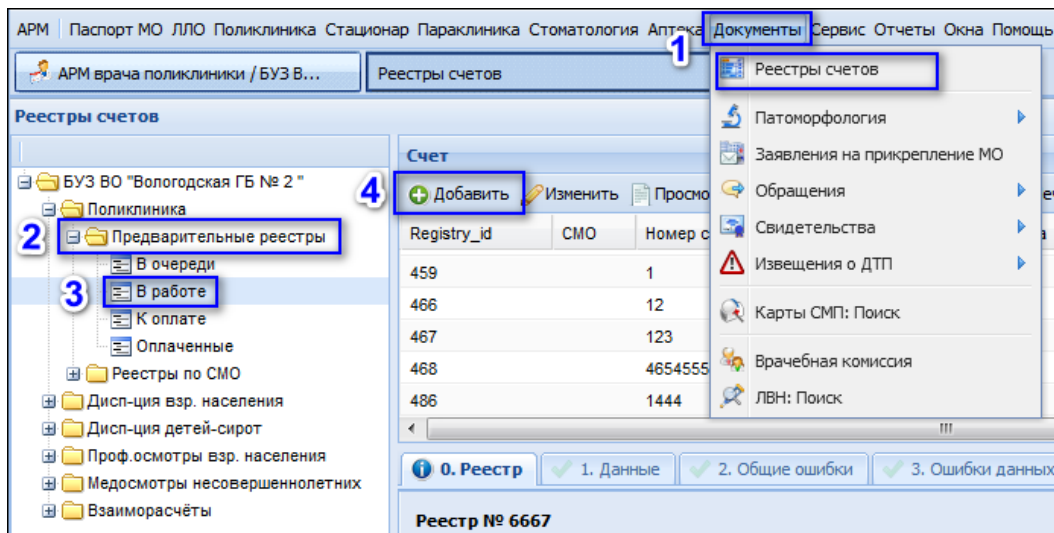 АРМ Паспорт МО ЛЛО Поликлиника Стационар Параклиника Стоматология Аптека Документы Сервис Отчеты Окна Помощь
1
АРМ врача поликлиники / БУЗ В...
Реестры счетов
Реестры счетов
Реестры счетов
Патоморфология
Заявления на прикрепление МО
Обращения
Свидетельства
Извещения о ДТП
Карты СМП: Поиск
Врачебная комиссия
ЛВН: Поиск
БУЗ ВО "Вологодская ГБ № 2 "
Поликлиника
2 Предварительные реестры
В очереди
3 В работе
К оплате
Оплаченные
Реестры по СМО
Дисп-ция взр. населения
Дисп-ция детей-сирот
Проф.осмотры взр. населения
Медосмотры несовершеннолетних
Взаиморасчёты
Счет
4 Добавить Изменить Просмо
Registry_id СМО Номер с
459 1
466 12
467 123
468 4654555
486 1444
0. Реестр 1. Данные 2. Общие ошибки 3. Ошибки данных
Реестр № 6667